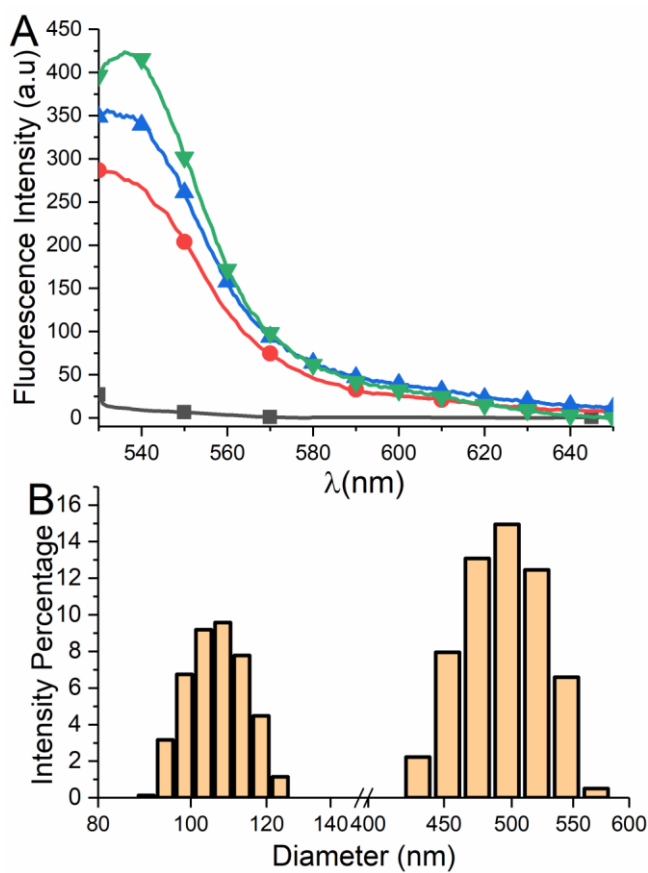 A
450
400
350
300
250
200
150
100
50
0
Fluorescence Intensity (a.u)
540 560 580 600 620 640
λ(nm)
B
16
14
12
10
8
6
4
2
0
Intensity Percentage
80 100 120 140 400 450 500 550 600
Diameter (nm)